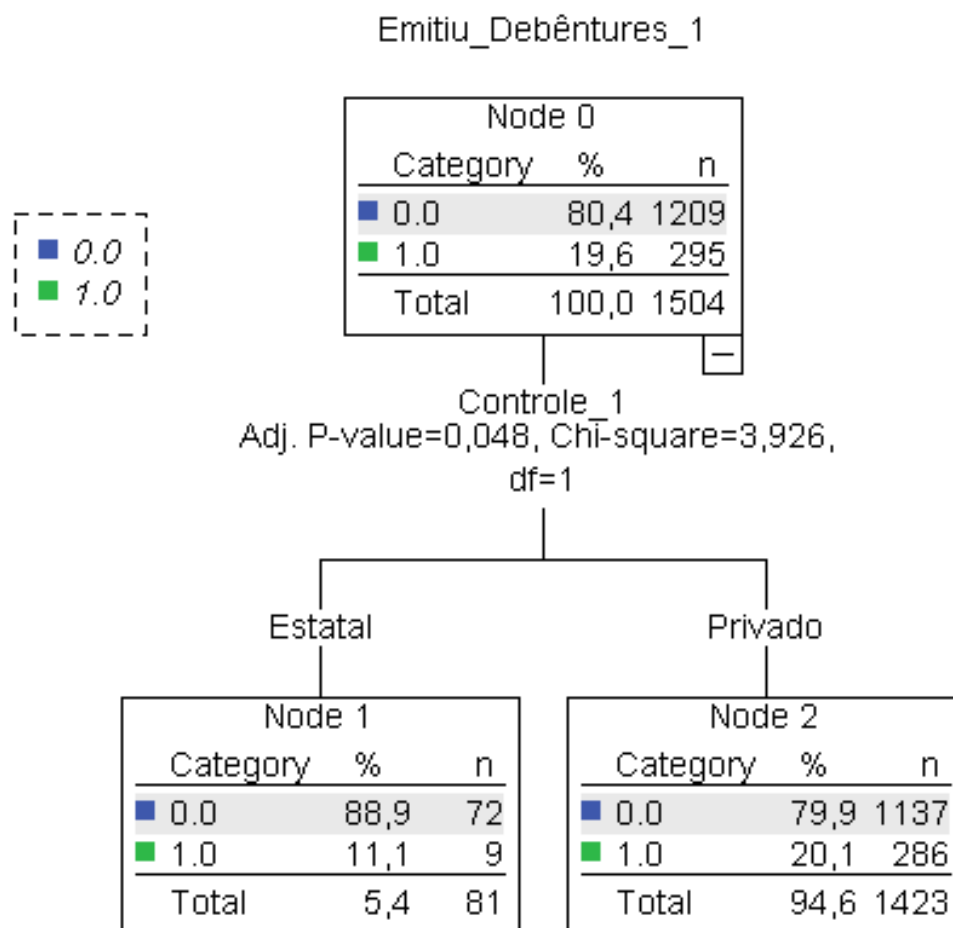 Emitiu_Debêntures_1
Node 0
Category % n
0.0 80,4 1209
1.0 19,6 295
Total 100,0 1504
0.0
1.0
Controle_1
Adj. P-value=0,048, Chi-square=3,926,
df=1
Estatal
Privado
Node 1
Category % n
0.0 88,9 72
1.0 11,1 9
Total 5,4 81
Node 2
Category % n
0.0 79,9 1137
1.0 20,1 286
Total 94,6 1423